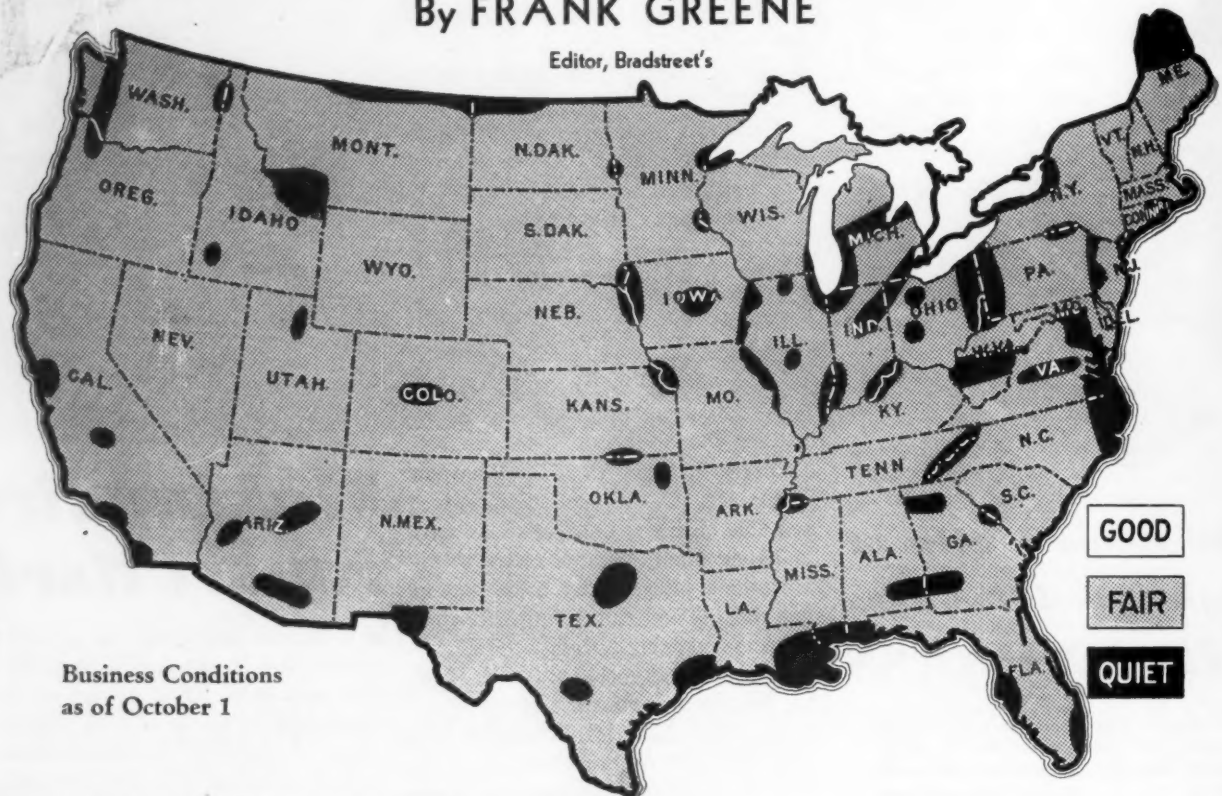 By FRANK GREENE
Editor, Bradstreet's
WASH.
MONT.
N.DAK.
MINN.
ME.
VT.
N.H.
OREG.
IDAHO
S.DAK.
WIS.
MICH.
N.Y.
MASS.
CONN.
WYO.
IOWA
PA.
N.J.
NEV.
NEB.
ILL.
IND.
OHIO
MD.
DEL.
CAL.
UTAH
COLO.
KANS.
MO.
KY.
W.VA.
VA.
ARIZ
N.MEX.
OKLA.
ARK.
TENN
N.C.
S.C.
TEX.
LA.
MISS.
ALA.
GA.
FLA.
GOOD
FAIR
QUIET
Business Conditions
as of October 1